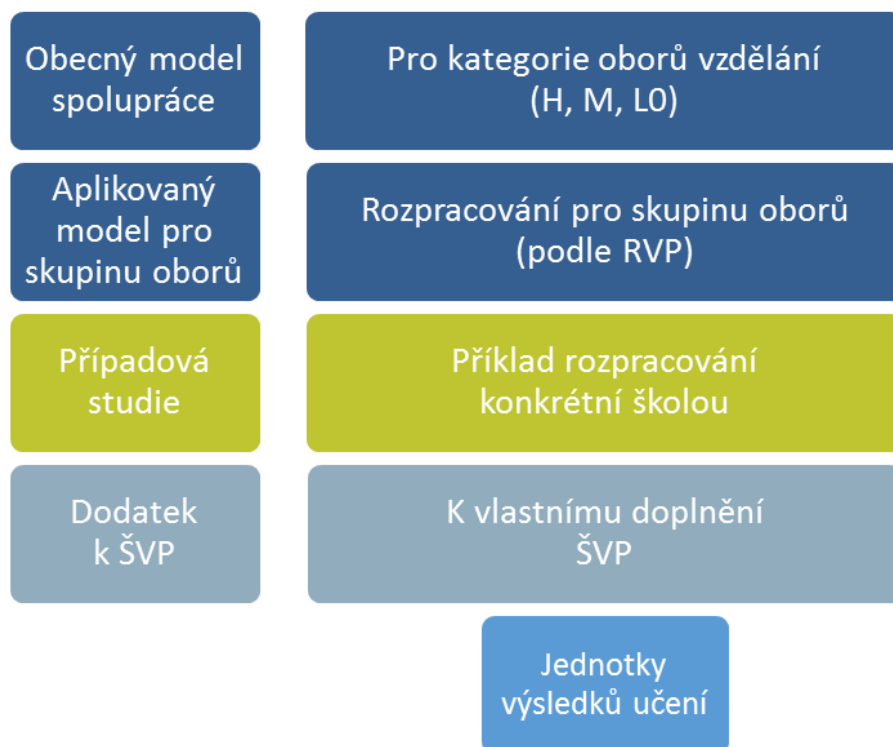 Obecný model
spolupráce
Pro kategorie oborů vzdělání
(H, M, L0)
Aplikovaný
model pro
skupinu oborů
Rozpracování pro skupinu oborů
(podle RVP)
Případová
studie
Příklad rozpracování
konkrétní školou
Dodatek
k ŠVP
K vlastnímu doplnění
ŠVP
Jednotky
výsledků učení